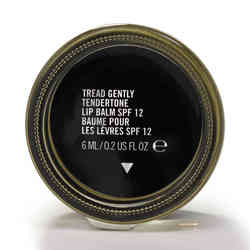 TREAD GENTLY
TENDERTONE
LIP BALM SPF 12
BAUME POUR
LES LÈVRES SPF 12
6 ML/0.2 US FL OZ ℮